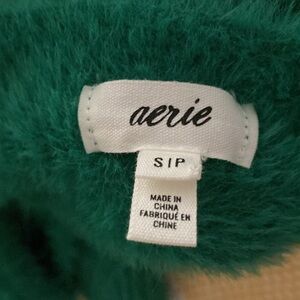 aerie
S/P
MADE IN
CHINA
FABRIQUÉ EN
CHINE